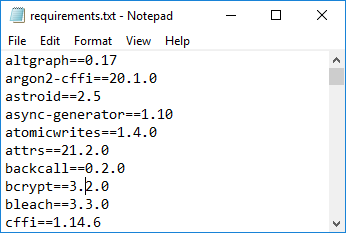 requirements.txt - Notepad
File Edit Format View Help
altgraph==0.17
argon2-cffi==20.1.0
astroid==2.5
async-generator==1.10
atomicwrites==1.4.0
attrs==21.2.0
backcall==0.2.0
bcrypt==3.2.0
bleach==3.3.0
cffi==1.14.6